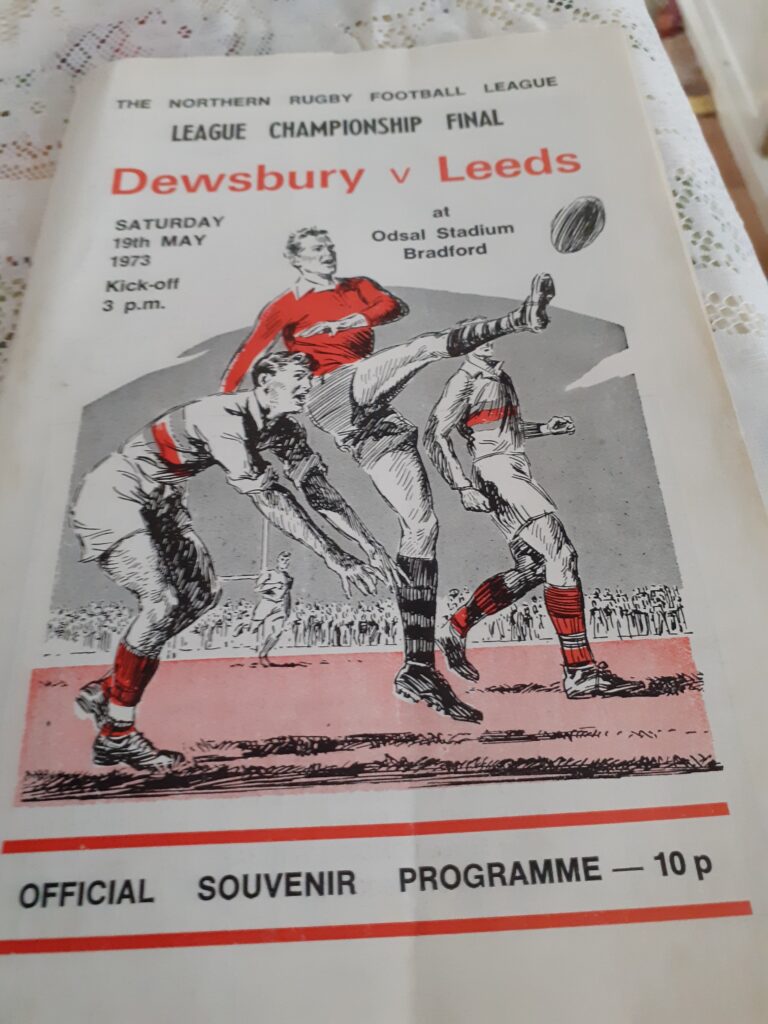 THE NORTHERN RUGBY FOOTBALL LEAGUE
LEAGUE CHAMPIONSHIP FINAL
Dewsbury v Leeds
SATURDAY
19th MAY
1973
Kick-off
3 p.m.
at
Odsal Stadium
Bradford
OFFICIAL SOUVENIR PROGRAMME — 10 p